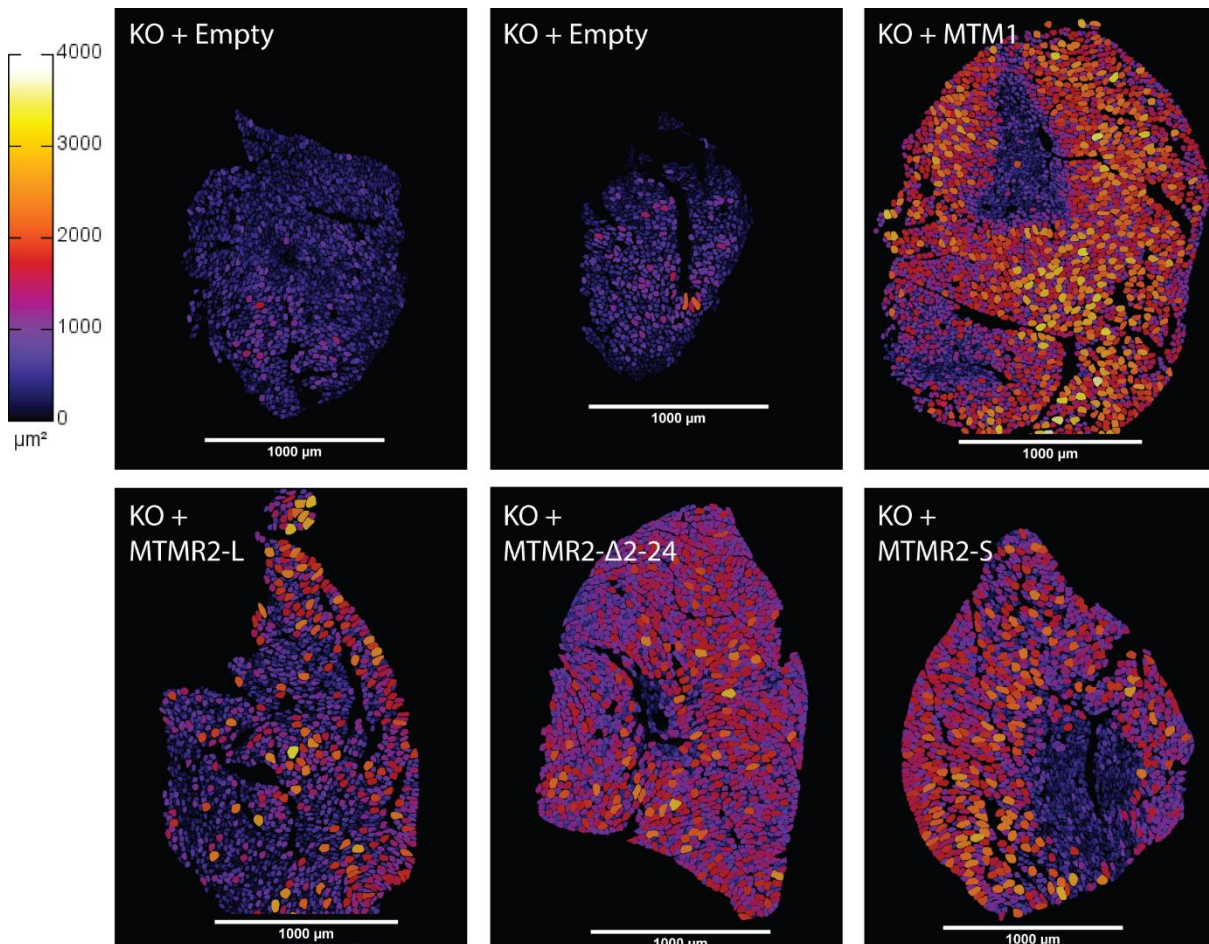 4000
3000
2000
1000
0
µm²
KO + Empty
1000 µm
KO + Empty
1000 µm
KO + MTM1
1000 µm
KO +
MTMR2-L
1000 µm
KO +
MTMR2-Δ2-24
1000 µm
KO +
MTMR2-S
1000 µm